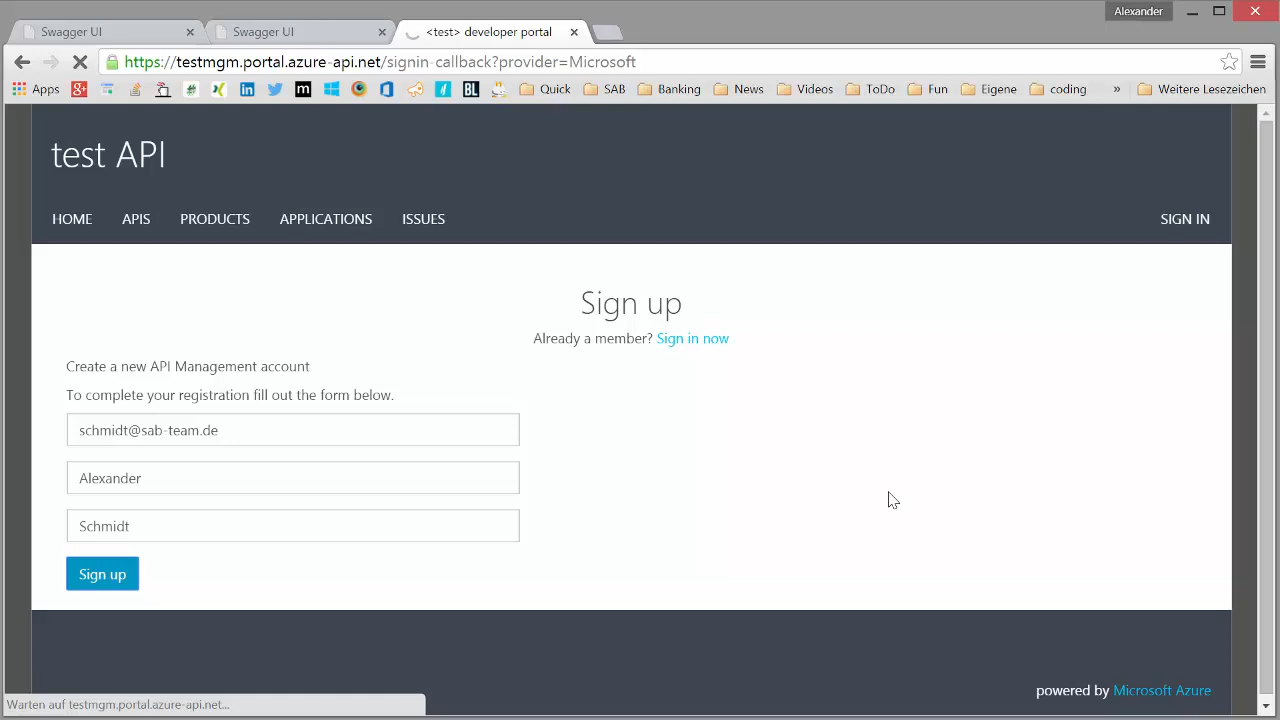 Alexander
Swagger UI
Swagger UI
<test> developer portal
https://testmgm.portal.azure-api.net/signin-callback?provider=Microsoft
Apps
Quick
SAB
Banking
News
Videos
ToDo
Fun
Eigene
coding
»
Weitere Lesezeichen
test API
HOME
APIS
PRODUCTS
APPLICATIONS
ISSUES
SIGN IN
Sign up
Already a member? Sign in now
Create a new API Management account
To complete your registration fill out the form below.
schmidt@sab-team.de
Alexander
Schmidt
Sign up
powered by Microsoft Azure
Warten auf testmgm.portal.azure-api.net...